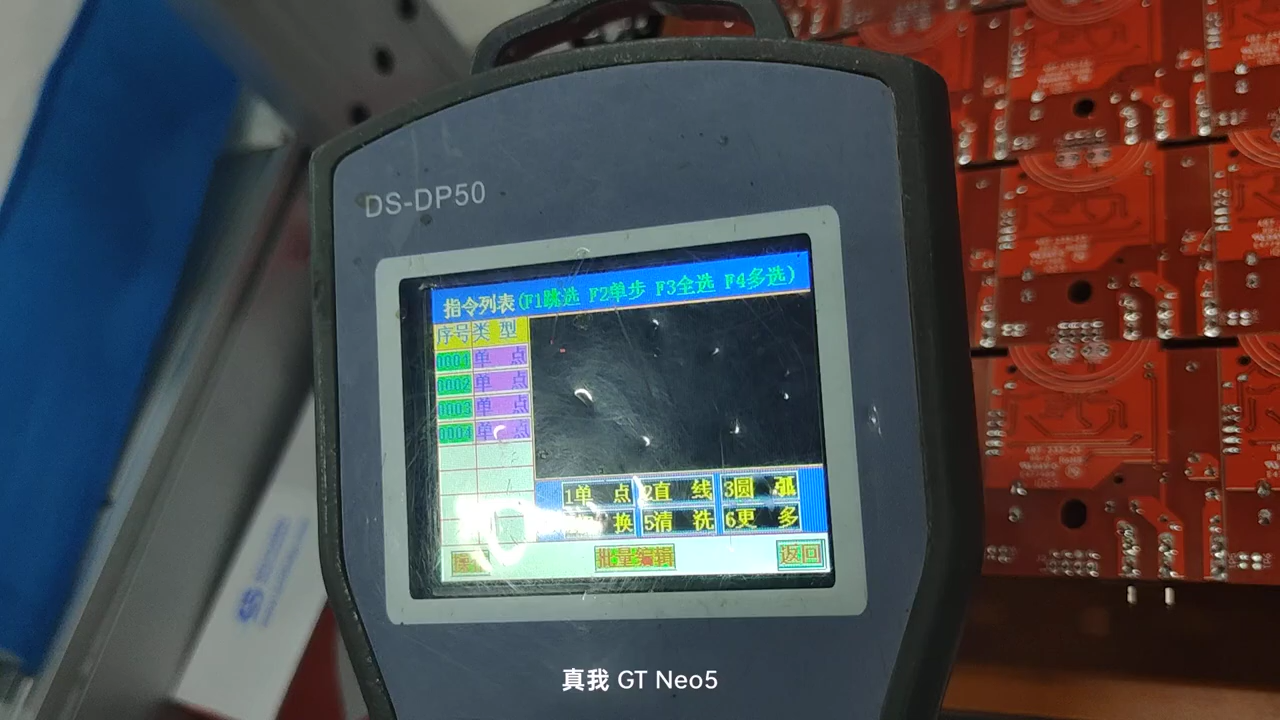 DS-DP50
指令列表(F1跳选 F2单步 F3全选 F4多选)
序号 类 型
0001 单 点
0002 单 点
0003 单 点
0004 单 点
1单 点 2直 线 3圆 弧
换 5清 洗 6更 多
批量编辑 返回
真我 GT Neo5